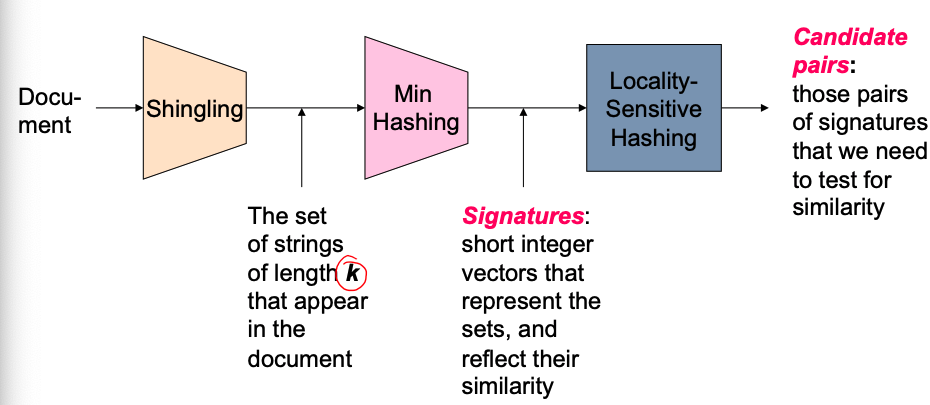 Docu-
ment
Shingling
Min
Hashing
Locality-
Sensitive
Hashing
Candidate
pairs:
those pairs
of signatures
that we need
to test for
similarity
The set
of strings
of length k
that appear
in the
document
Signatures:
short integer
vectors that
represent the
sets, and
reflect their
similarity